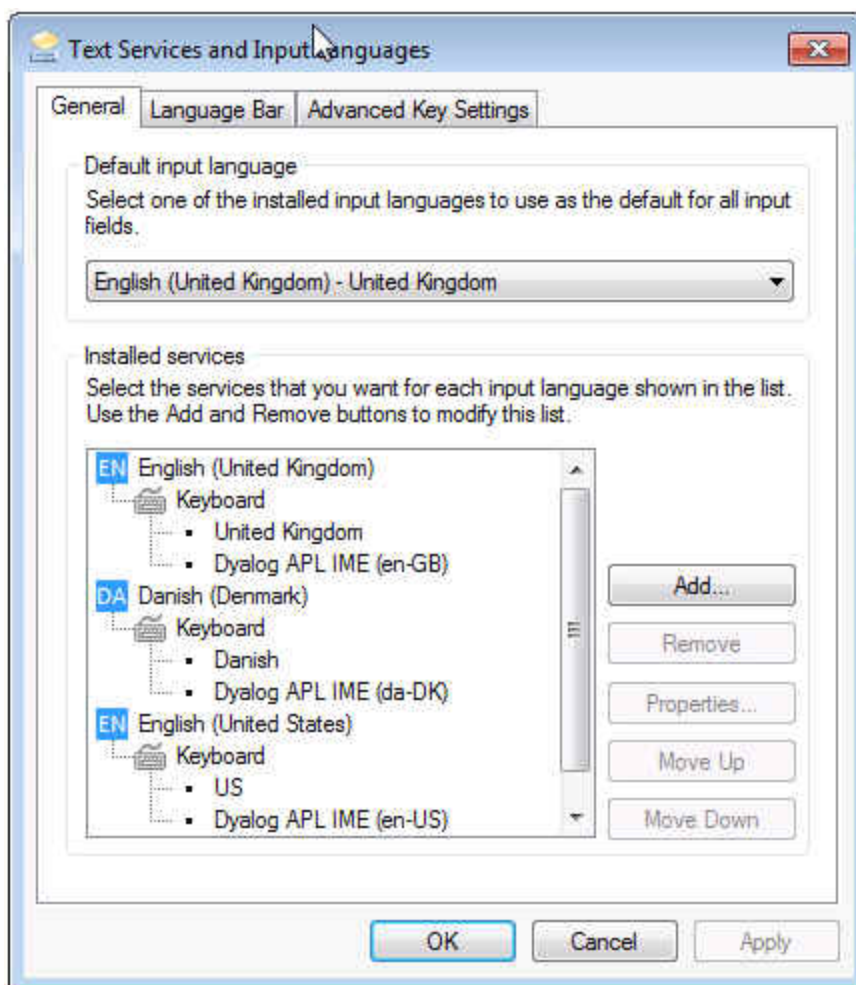 Text Services and Input Languages
General
Language Bar
Advanced Key Settings
Default input language
Select one of the installed input languages to use as the default for all input
fields.
English (United Kingdom) - United Kingdom
Installed services
Select the services that you want for each input language shown in the list.
Use the Add and Remove buttons to modify this list.
EN English (United Kingdom)
Keyboard
United Kingdom
Dyalog APL IME (en-GB)
DA Danish (Denmark)
Keyboard
Danish
Dyalog APL IME (da-DK)
EN English (United States)
Keyboard
US
Dyalog APL IME (en-US)
Add...
Remove
Properties...
Move Up
Move Down
OK
Cancel
Apply